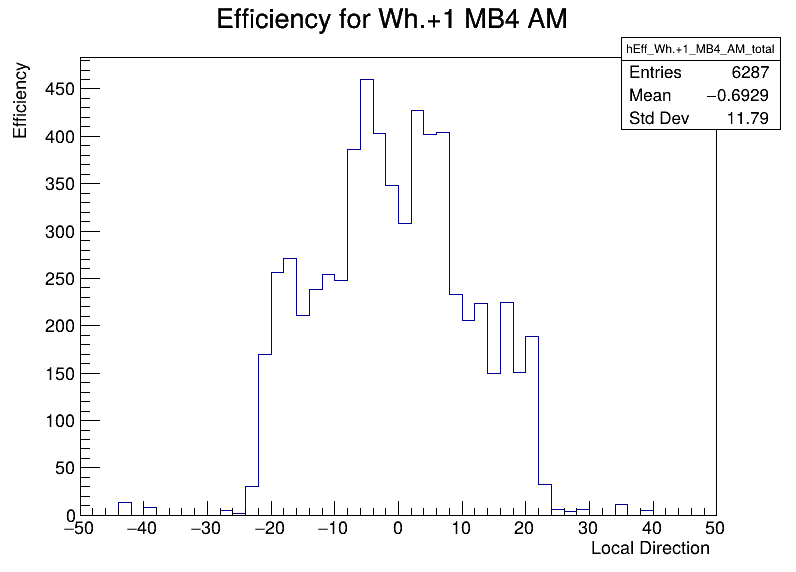 Efficiency for Wh.+1 MB4 AM
hEff_Wh.+1_MB4_AM_total
Entries 6287
Mean −0.6929
Std Dev 11.79
Efficiency
450
400
350
300
250
200
150
100
50
0
−50 −40 −30 −20 −10 0 10 20 30 40 50
Local Direction